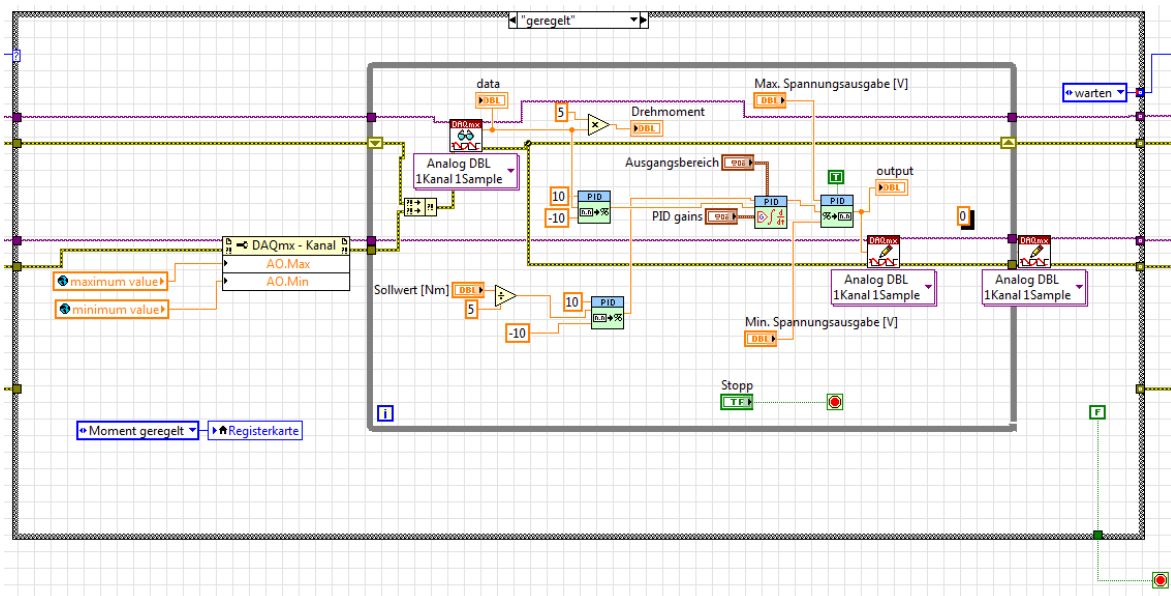 "geregelt"
?
warten
data
DBL
Max. Spannungsausgabe [V]
DBL
5
Drehmoment
DBL
DAQmx
Analog DBL
1Kanal 1Sample
Ausgangsbereich
T
output
DBL
10
-10
PID
n.n %
PID gains
PID
PID
% n.n
0
DAQmx - Kanal
AO.Max
AO.Min
maximum value
minimum value
DAQmx
Analog DBL
1Kanal 1Sample
DAQmx
Analog DBL
1Kanal 1Sample
Sollwert [Nm]
DBL
5
10
-10
PID
n.n %
Min. Spannungsausgabe [V]
DBL
Stopp
TF
i
Moment geregelt
Registerkarte
F